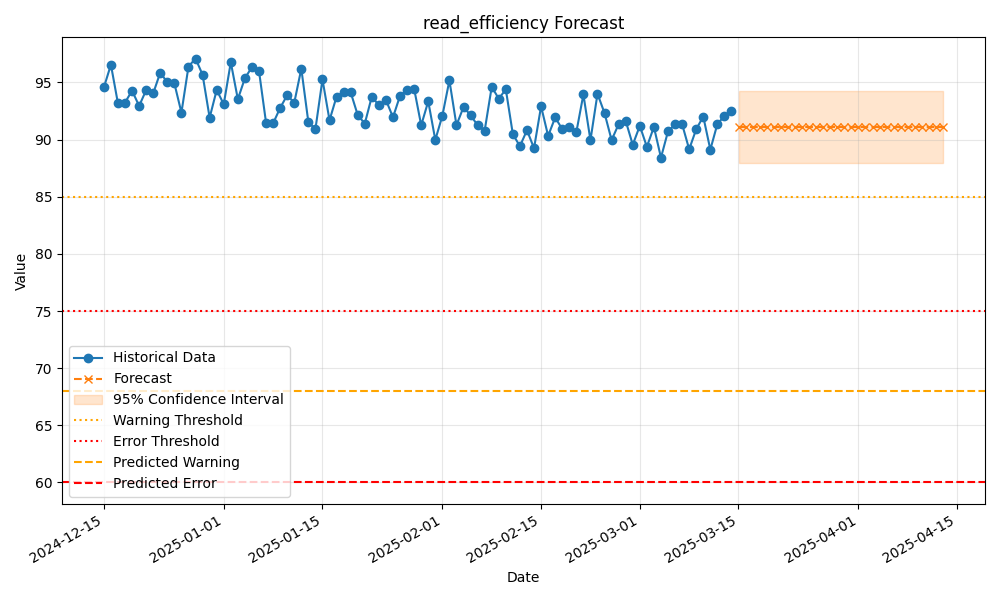 read_efficiency Forecast
Value
95
90
85
80
75
70
65
60
Historical Data
Forecast
95% Confidence Interval
Warning Threshold
Error Threshold
Predicted Warning
Predicted Error
2024-12-15
2025-01-01
2025-01-15
2025-02-01
2025-02-15
2025-03-01
2025-03-15
2025-04-01
2025-04-15
Date